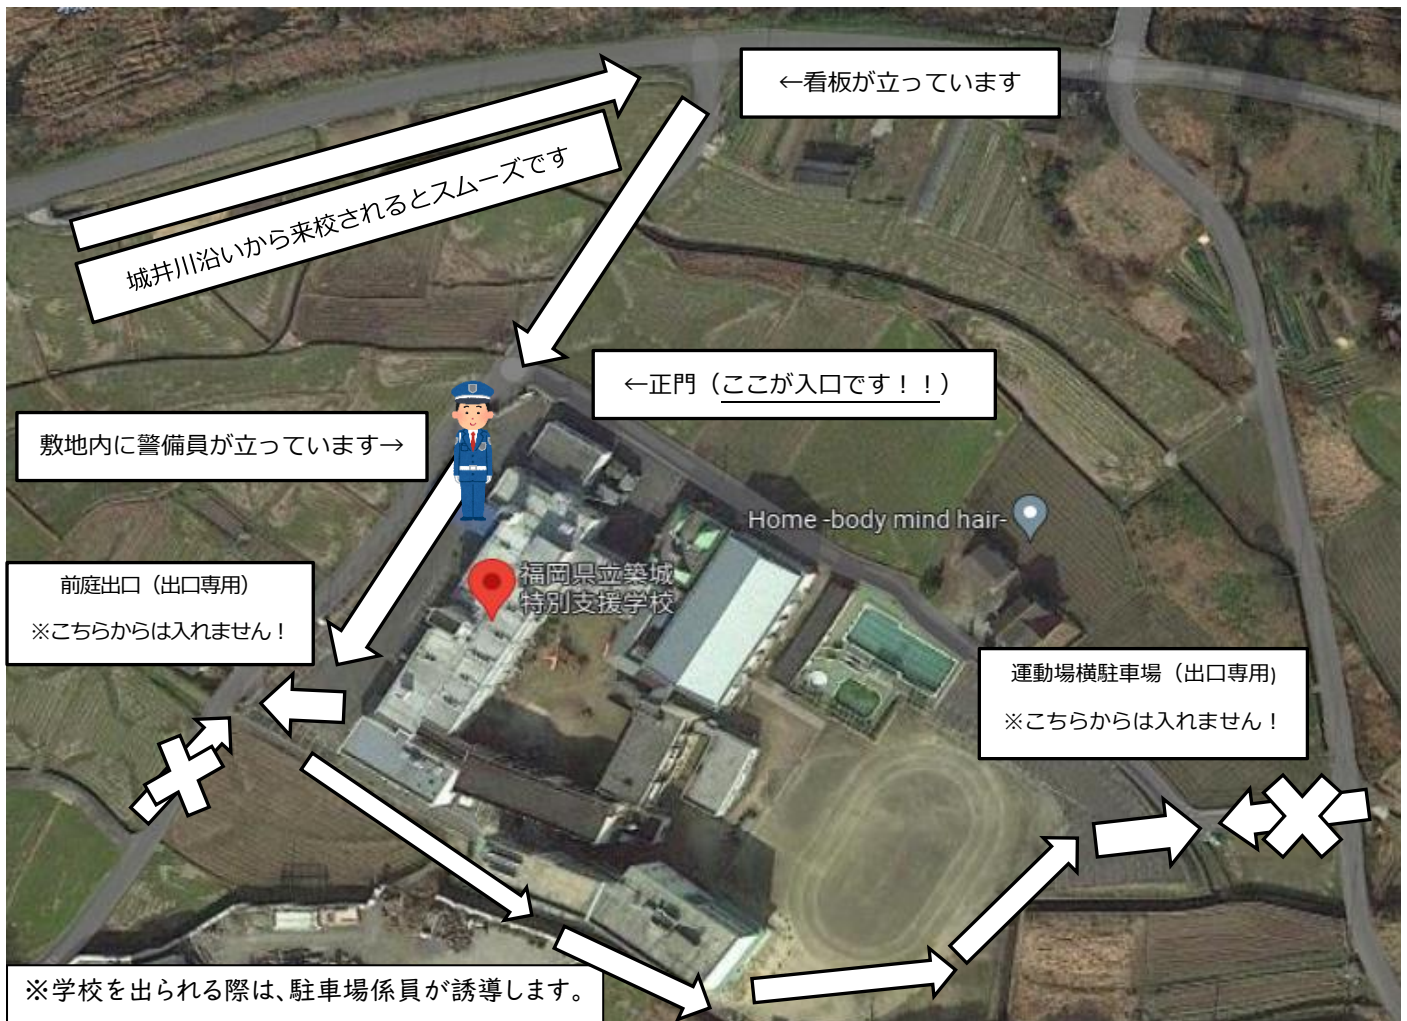 ←看板が立っています
城井川沿いから来校されるとスムーズです
←正門（ここが入口です！！）
敷地内に警備員が立っています→
Home -body mind hair-
福岡県立築城
特別支援学校
前庭出口（出口専用）
※こちらからは入れません！
運動場横駐車場（出口専用)
※こちらからは入れません！
※学校を出られる際は、駐車場係員が誘導します。